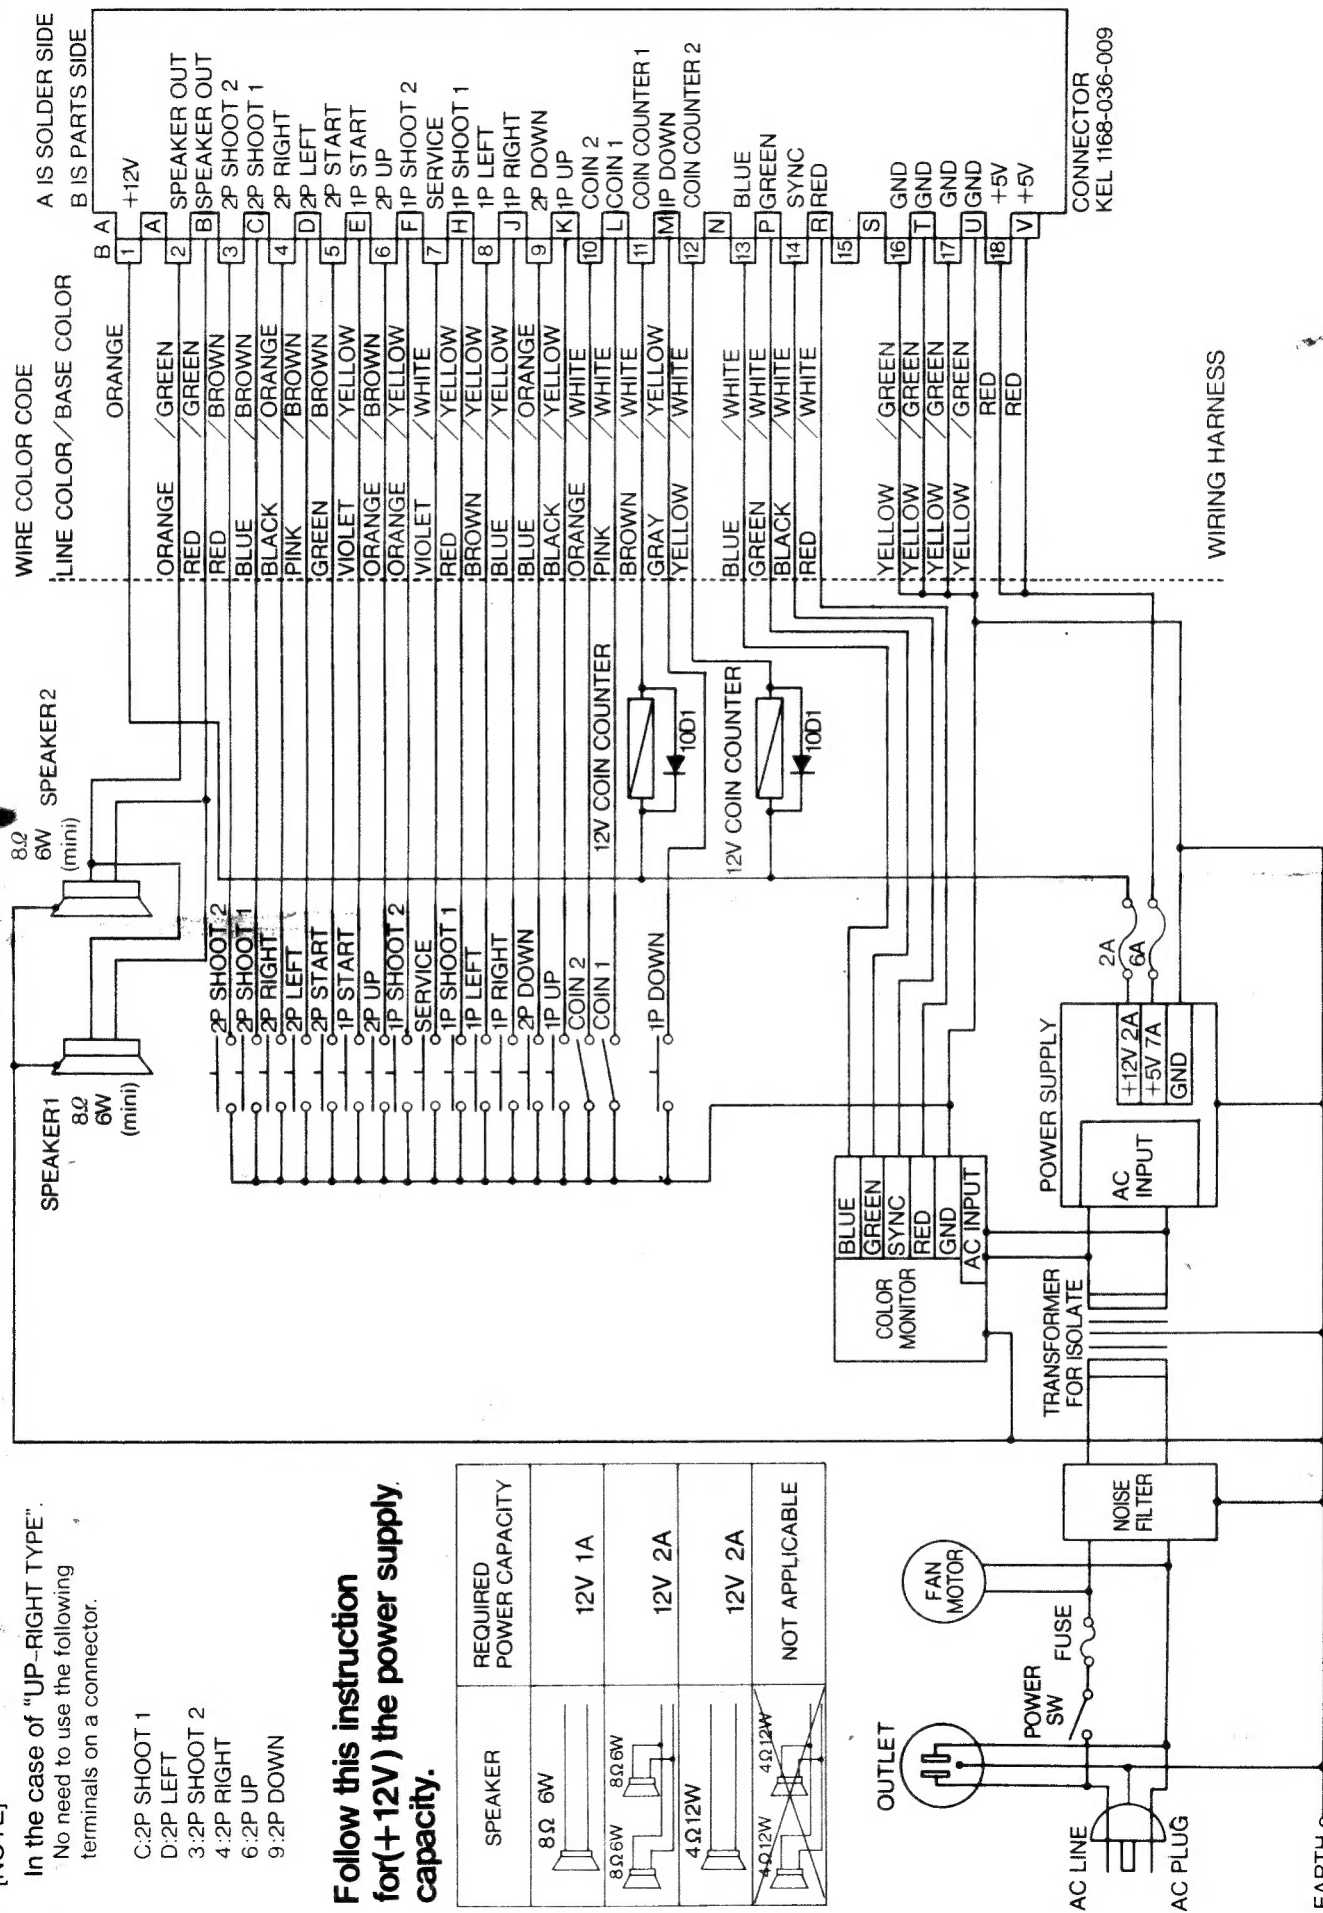 A IS SOLDER SIDE
B IS PARTS SIDE
WIRE COLOR CODE
LINE COLOR/BASE COLOR
B A
1 +12V
A
2 SPEAKER OUT
B SPEAKER OUT
3 2P SHOOT 2
C 2P SHOOT 1
4 2P RIGHT
D 2P LEFT
5 2P START
E 1P START
6 2P UP
F 1P SHOOT 2
7 SERVICE
H 1P SHOOT 1
8 1P LEFT
J 1P RIGHT
9 2P DOWN
K 1P UP
10 COIN 2
L COIN 1
11 COIN COUNTER 1
M 1P DOWN
12 COIN COUNTER 2
N
13 BLUE
P GREEN
14 SYNC
R RED
15
S
16 GND
T GND
17 GND
U GND
18 +5V
V +5V
CONNECTOR
KEL 1168-036-009
ORANGE
ORANGE /GREEN
RED /GREEN
RED /BROWN
BLUE /BROWN
BLACK /ORANGE
PINK /BROWN
GREEN /BROWN
VIOLET /YELLOW
ORANGE /BROWN
ORANGE /YELLOW
VIOLET /WHITE
RED /YELLOW
BROWN /YELLOW
BLUE /YELLOW
BLUE /ORANGE
BLACK /YELLOW
ORANGE /WHITE
PINK /WHITE
BROWN /WHITE
GRAY /YELLOW
YELLOW /WHITE
BLUE /WHITE
GREEN /WHITE
BLACK /WHITE
RED /WHITE
YELLOW /GREEN
YELLOW /GREEN
YELLOW /GREEN
YELLOW /GREEN
RED
RED
WIRING HARNESS
8Ω
6W
(mini)
SPEAKER2
SPEAKER1
8Ω
6W
(mini)
12V COIN COUNTER
10D1
12V COIN COUNTER
10D1
2P SHOOT 2
2P SHOOT 1
2P RIGHT
2P LEFT
2P START
1P START
2P UP
1P SHOOT 2
SERVICE
1P SHOOT 1
1P LEFT
1P RIGHT
2P DOWN
1P UP
COIN 2
COIN 1
1P DOWN
2A
6A
POWER SUPPLY
+12V 2A
+5V 7A
GND
AC
INPUT
BLUE
GREEN
SYNC
RED
GND
AC INPUT
COLOR
MONITOR
TRANSFORMER
FOR ISOLATE
NOISE
FILTER
FAN
MOTOR
FUSE
POWER
SW
OUTLET
AC LINE
AC PLUG
In the case of "UP-RIGHT TYPE".
No need to use the following
terminals on a connector.
C:2P SHOOT 1
D:2P LEFT
3:2P SHOOT 2
4:2P RIGHT
6:2P UP
9:2P DOWN
Follow this instruction
for(+12V) the power supply
capacity.
SPEAKER
REQUIRED
POWER CAPACITY
8Ω 6W
12V 1A
8Ω6W 8Ω6W
12V 2A
4Ω12W
12V 2A
4Ω12W 4Ω12W
NOT APPLICABLE